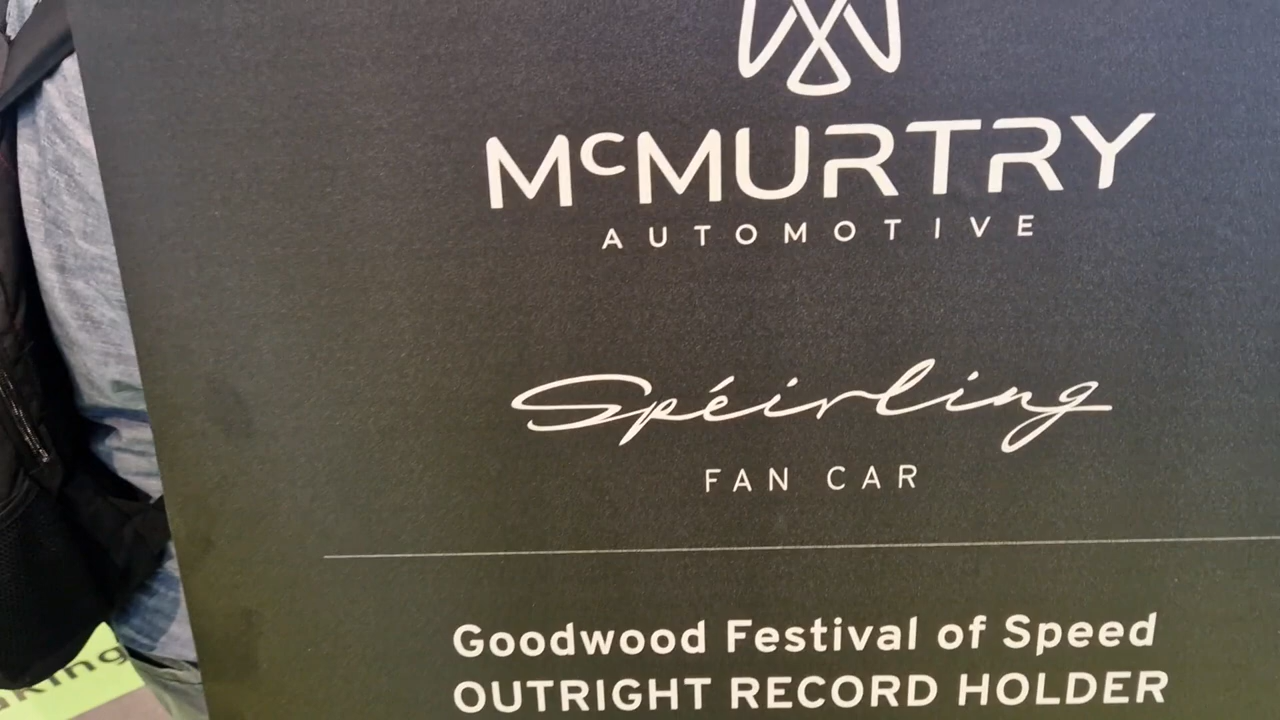 McMURTRY
AUTOMOTIVE
Spéirling
FAN CAR
Goodwood Festival of Speed
OUTRIGHT RECORD HOLDER